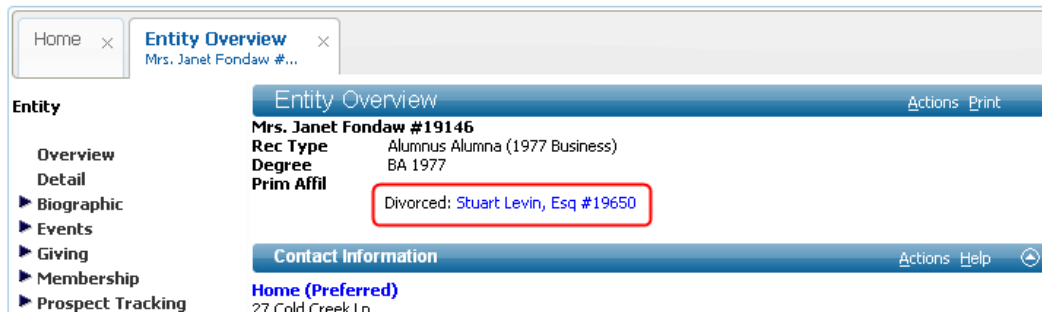 Home ×
Entity Overview ×
Mrs. Janet Fondaw #...
Entity
Overview
Detail
Biographic
Events
Giving
Membership
Prospect Tracking
Entity Overview Actions Print
Mrs. Janet Fondaw #19146
Rec Type Alumnus Alumna (1977 Business)
Degree BA 1977
Prim Affil
Divorced: Stuart Levin, Esq #19650
Contact Information Actions Help
Home (Preferred)
27 Cold Creek Ln